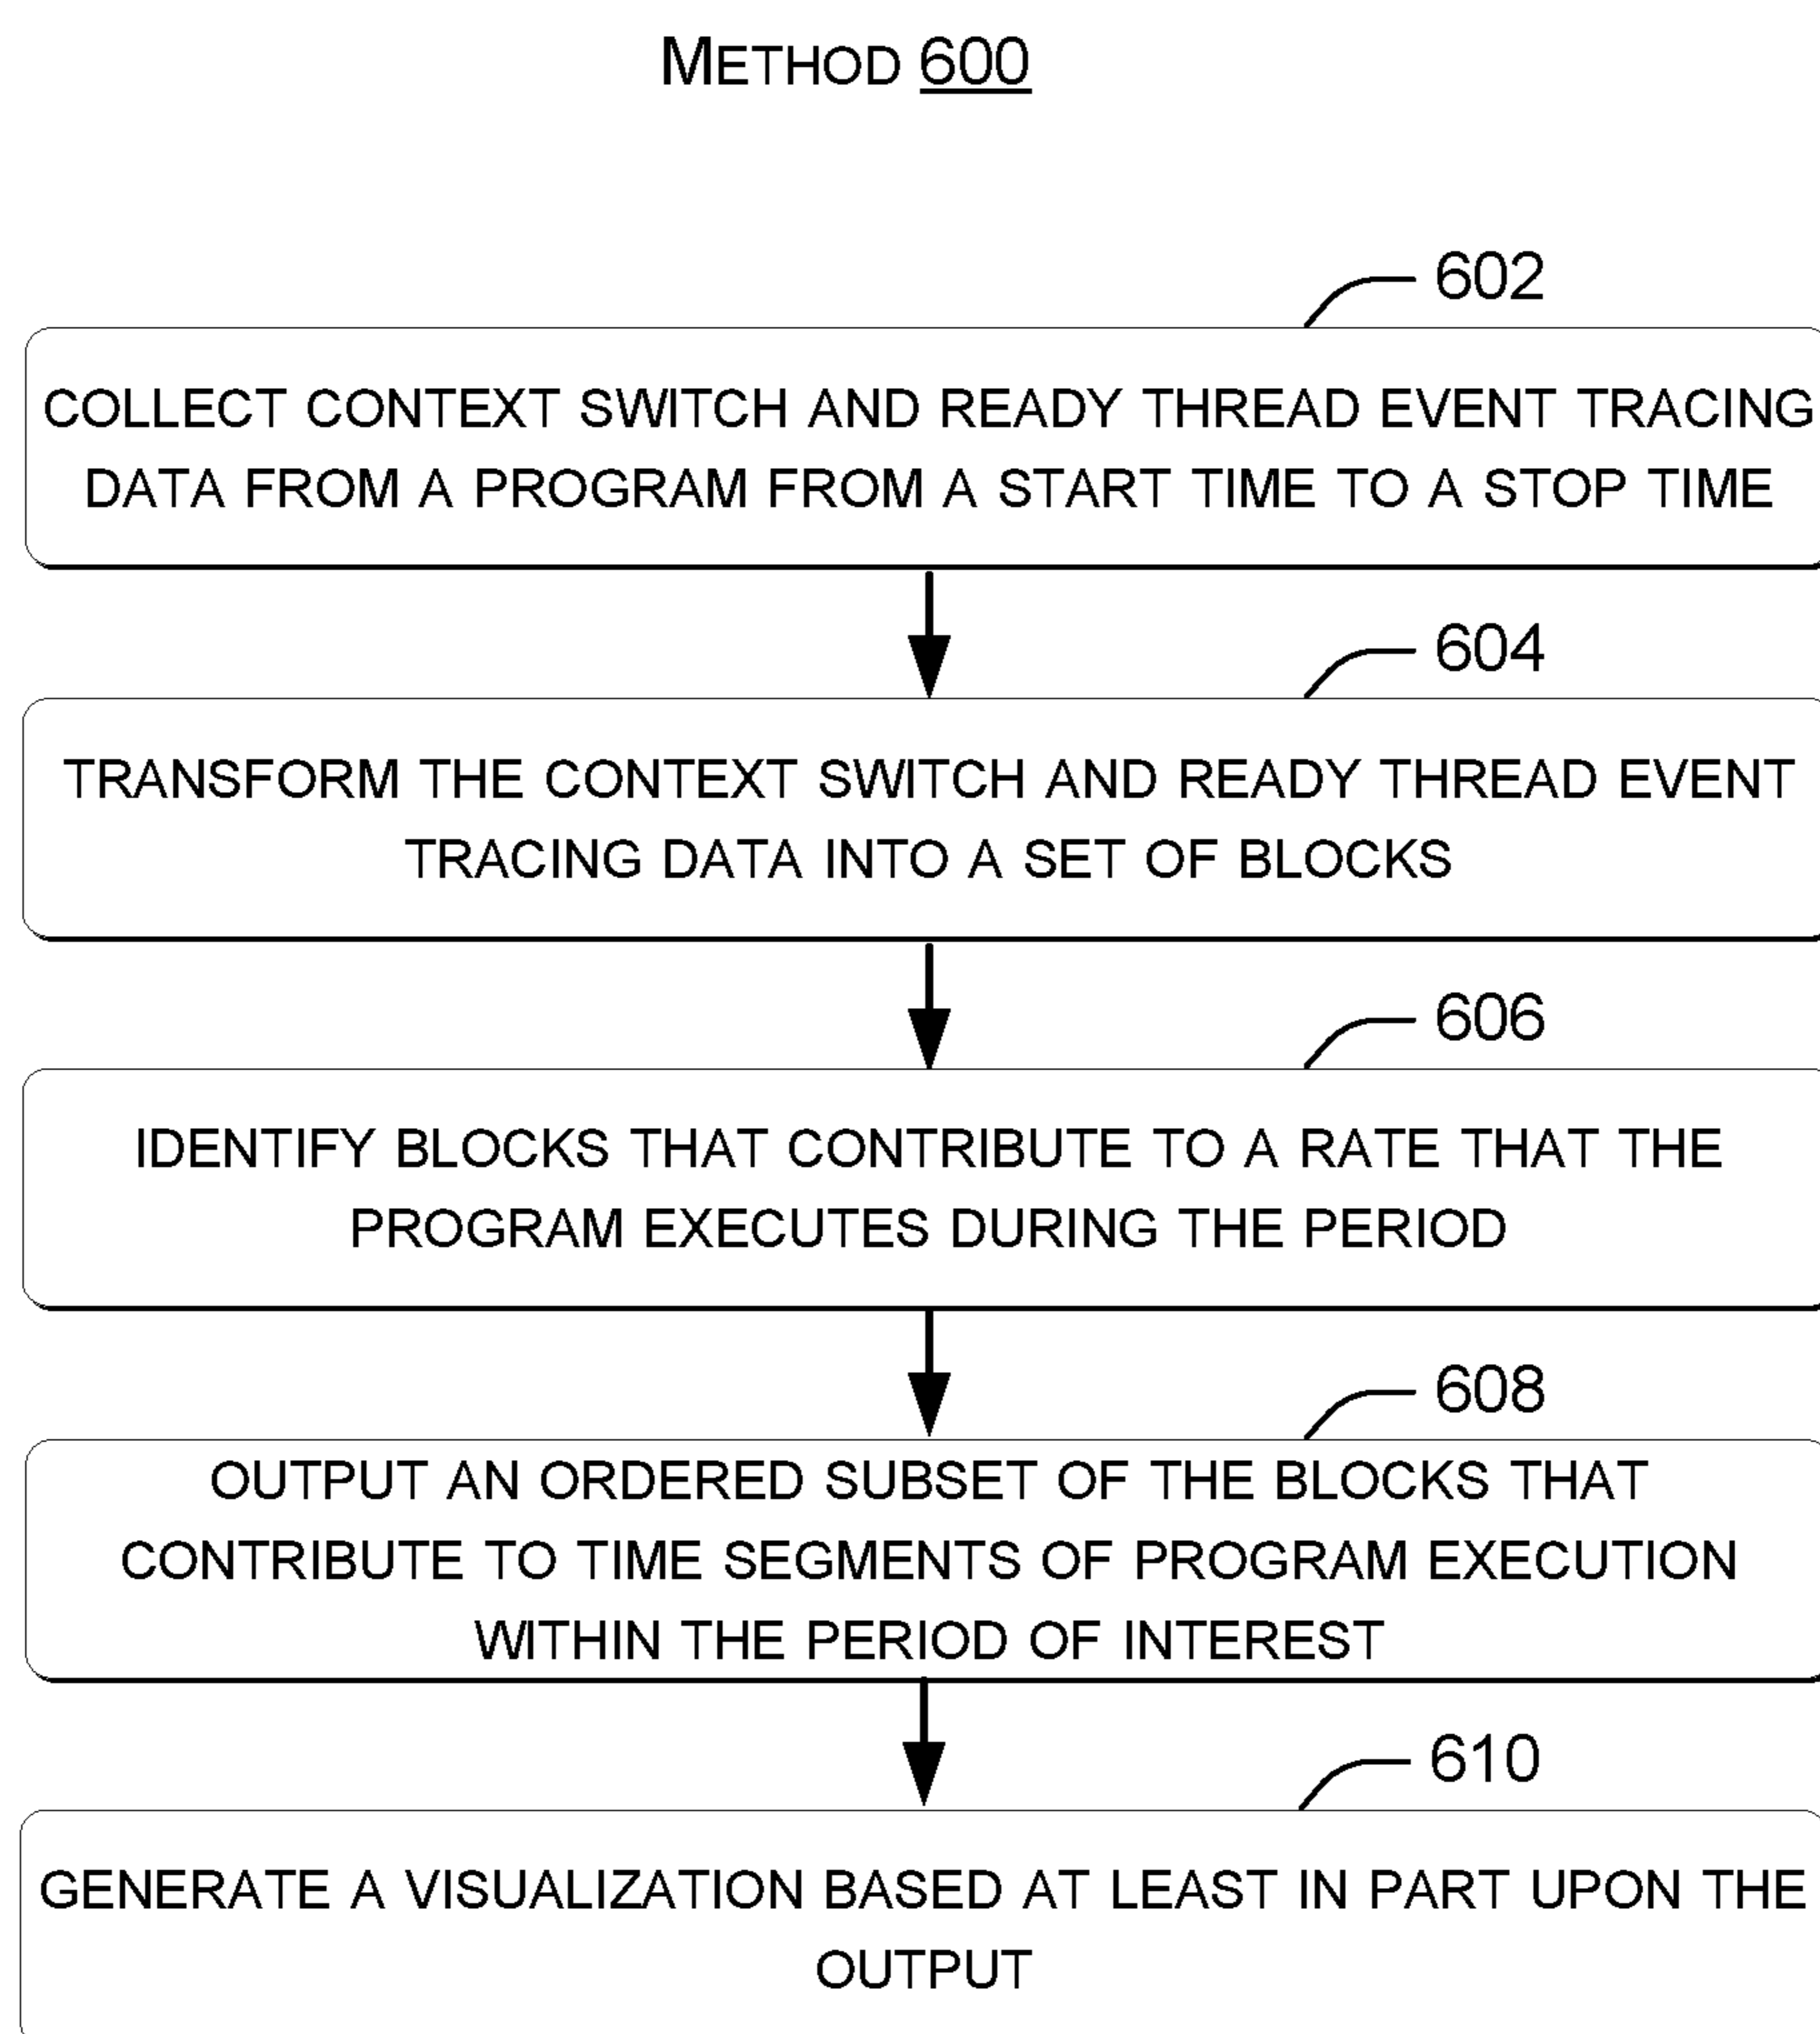 METHOD 600
602
COLLECT CONTEXT SWITCH AND READY THREAD EVENT TRACING
DATA FROM A PROGRAM FROM A START TIME TO A STOP TIME
604
TRANSFORM THE CONTEXT SWITCH AND READY THREAD EVENT
TRACING DATA INTO A SET OF BLOCKS
606
IDENTIFY BLOCKS THAT CONTRIBUTE TO A RATE THAT THE
PROGRAM EXECUTES DURING THE PERIOD
608
OUTPUT AN ORDERED SUBSET OF THE BLOCKS THAT
CONTRIBUTE TO TIME SEGMENTS OF PROGRAM EXECUTION
WITHIN THE PERIOD OF INTEREST
610
GENERATE A VISUALIZATION BASED AT LEAST IN PART UPON THE
OUTPUT